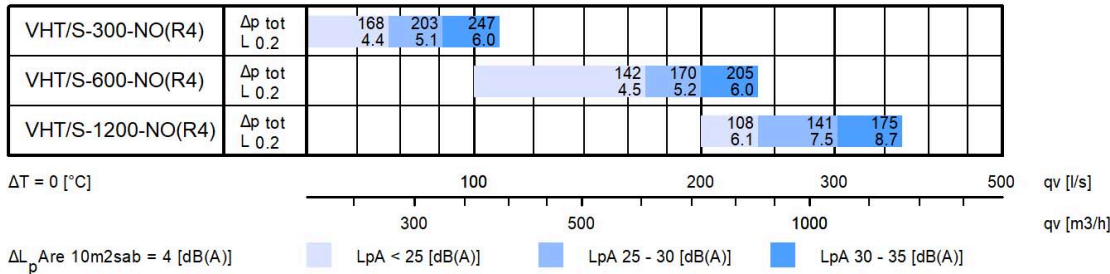 VHT/S-300-NO(R4) Δp tot 168 203 247
L 0.2 4.4 5.1 6.0
VHT/S-600-NO(R4) Δp tot 142 170 205
L 0.2 4.5 5.2 6.0
VHT/S-1200-NO(R4) Δp tot 108 141 175
L 0.2 6.1 7.5 8.7
ΔT = 0 [°C] 100 200 300 500 qv [l/s]
300 500 1000 qv [m3/h]
ΔLpAre 10m2sab = 4 [dB(A)] LpA < 25 [dB(A)] LpA 25 - 30 [dB(A)] LpA 30 - 35 [dB(A)]